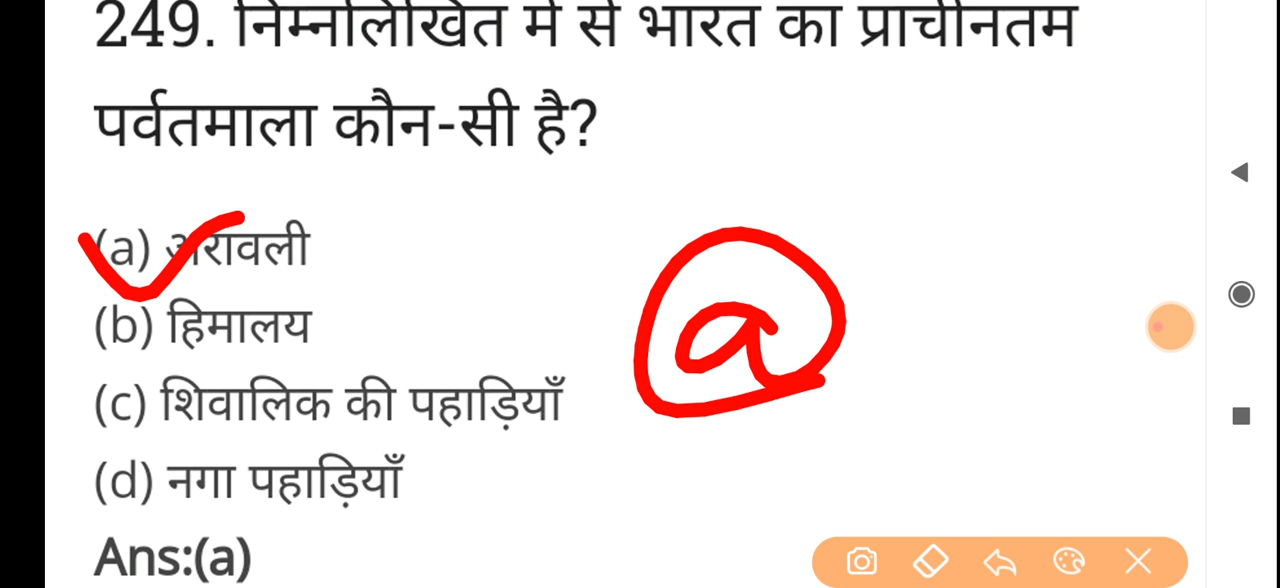 249. निम्नलिखित में से भारत का प्राचीनतम
पर्वतमाला कौन-सी है?
(a) अरावली
(b) हिमालय
(c) शिवालिक की पहाड़ियाँ
a
(d) नगा पहाड़ियाँ
Ans:(a)